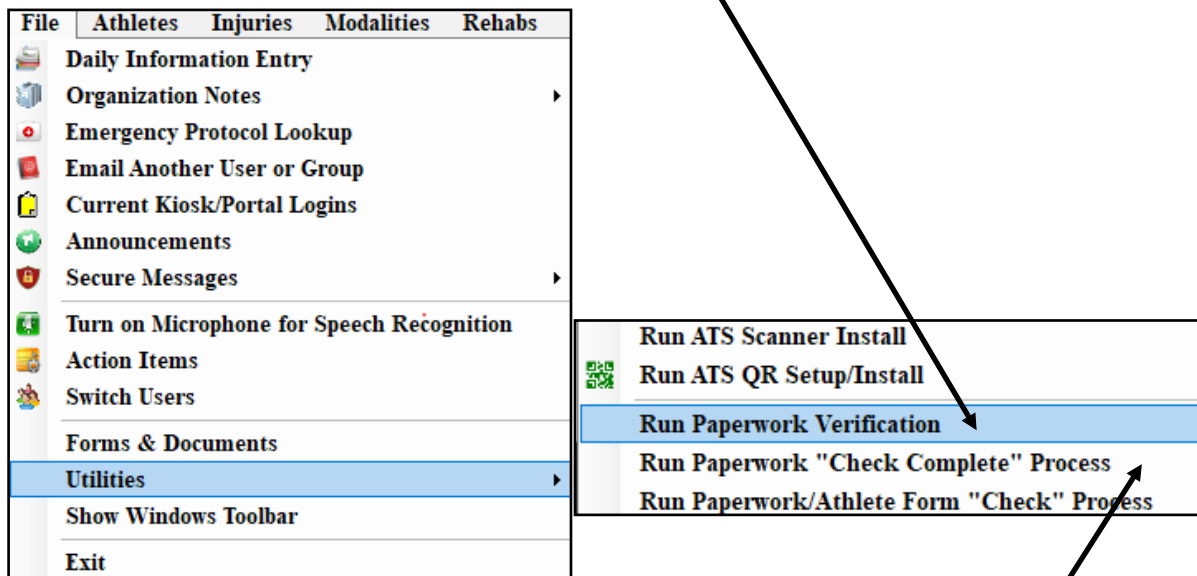 File Athletes Injuries Modalities Rehabs
Daily Information Entry
Organization Notes
Emergency Protocol Lookup
Email Another User or Group
Current Kiosk/Portal Logins
Announcements
Secure Messages
Turn on Microphone for Speech Recognition
Action Items
Switch Users
Forms & Documents
Utilities
Show Windows Toolbar
Exit
Run ATS Scanner Install
Run ATS QR Setup/Install
Run Paperwork Verification
Run Paperwork "Check Complete" Process
Run Paperwork/Athlete Form "Check" Process